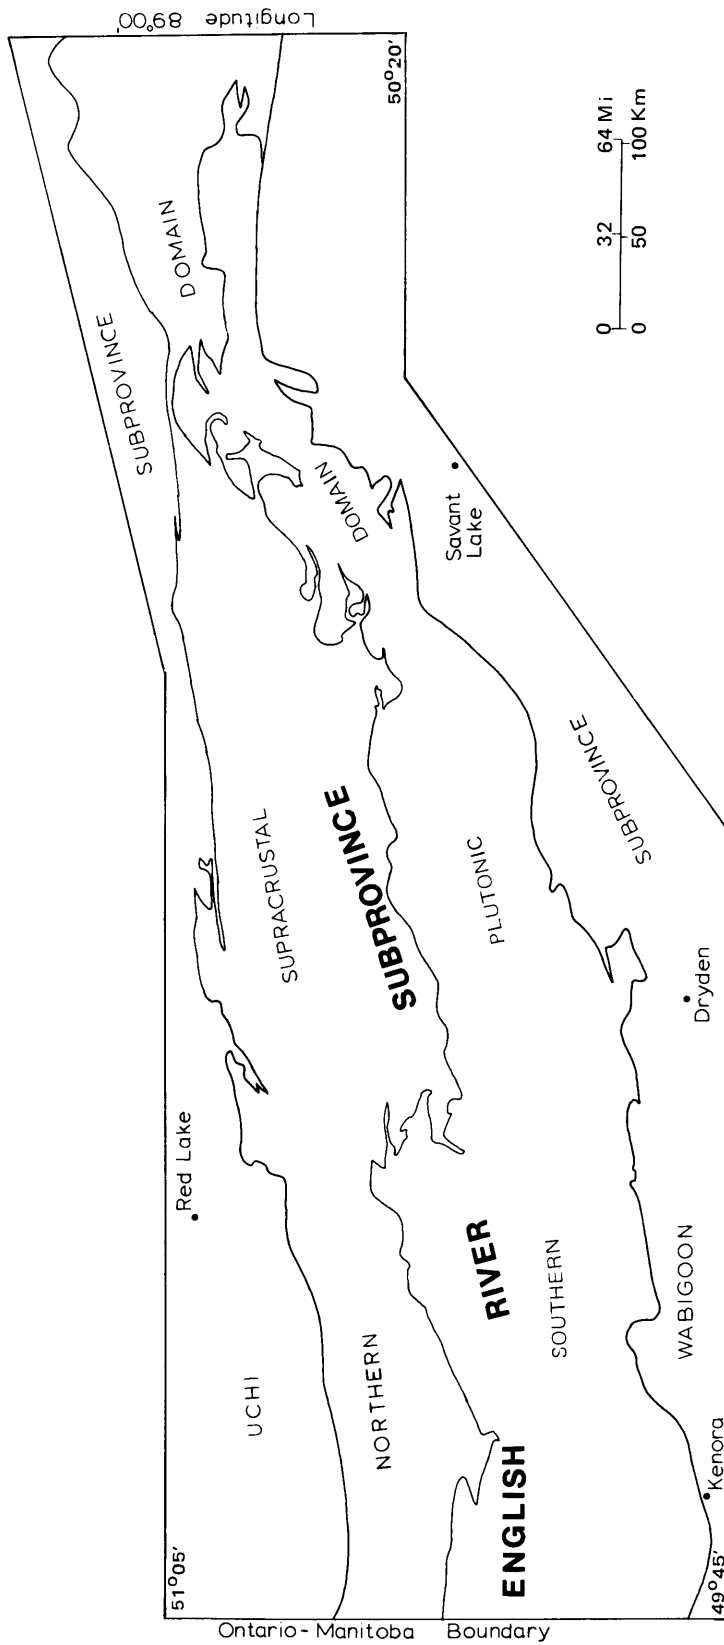 Longitude 89°00'
SUBPROVINCE
DOMAIN
50°20'
0 32 64 Mi
0 50 100 Km
DOMAIN
Savant
Lake
SUPRACRUSTAL
SUBPROVINCE
PLUTONIC
SUBPROVINCE
Dryden
Red Lake
UCHI
NORTHERN
RIVER
SOUTHERN
WABIGOON
ENGLISH
Kenora
51°05'
49°45'
Ontario-Manitoba Boundary